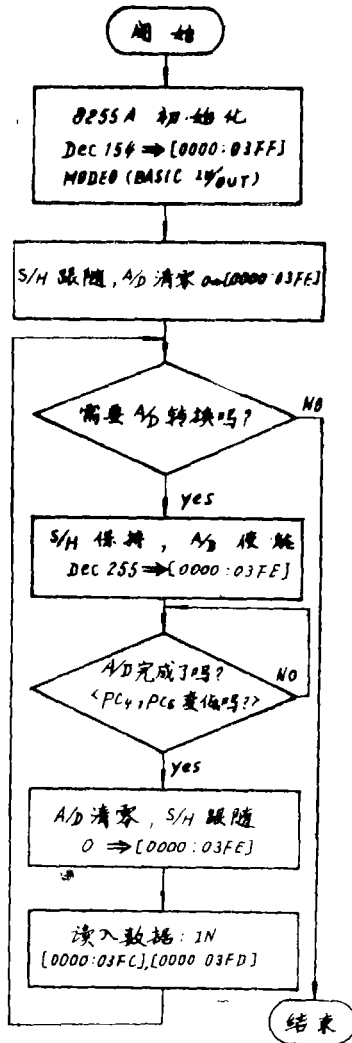 開 始
8255A 初始化
Dec 154 ⇒ [0000:03FF]
MODE0 (BASIC IN/OUT)
S/H 跟随, A/D 清零 0⇒[0000:03FE]
需要 A/D 转换吗?
NO
yes
S/H 保持, A/D 使能
Dec 255 ⇒ [0000:03FE]
A/D 完成了吗?
NO
<PC4, PC6 变低吗?>
yes
A/D 清零, S/H 跟随
0 ⇒ [0000:03FE]
读入数据: IN
[0000:03FC], [0000 03FD]
结束